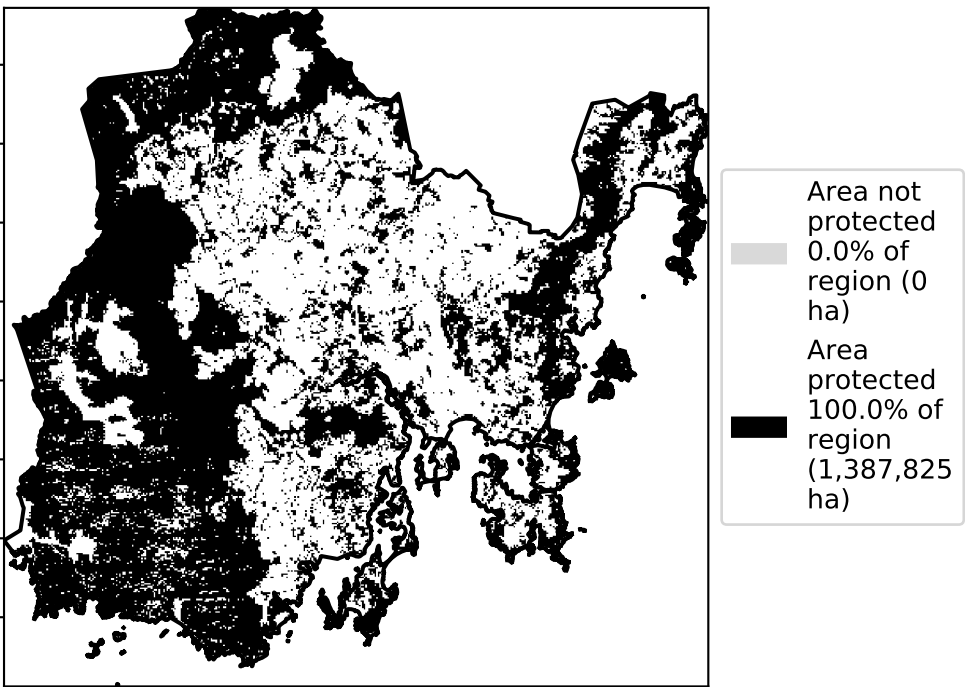 Area not
protected
0.0% of
region (0
ha)
Area
protected
100.0% of
region
(1,387,825
ha)